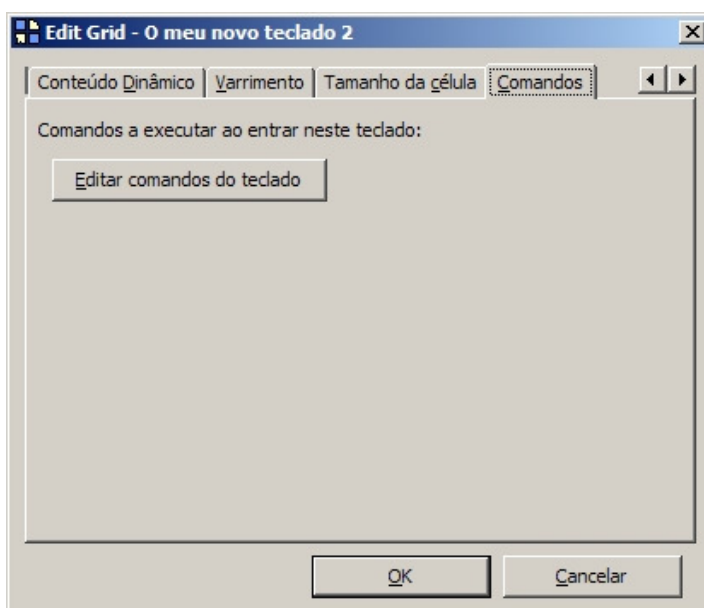 Edit Grid - O meu novo teclado 2
Conteúdo Dinâmico Varrimento Tamanho da célula Comandos
Comandos a executar ao entrar neste teclado:
Editar comandos do teclado
OK Cancelar